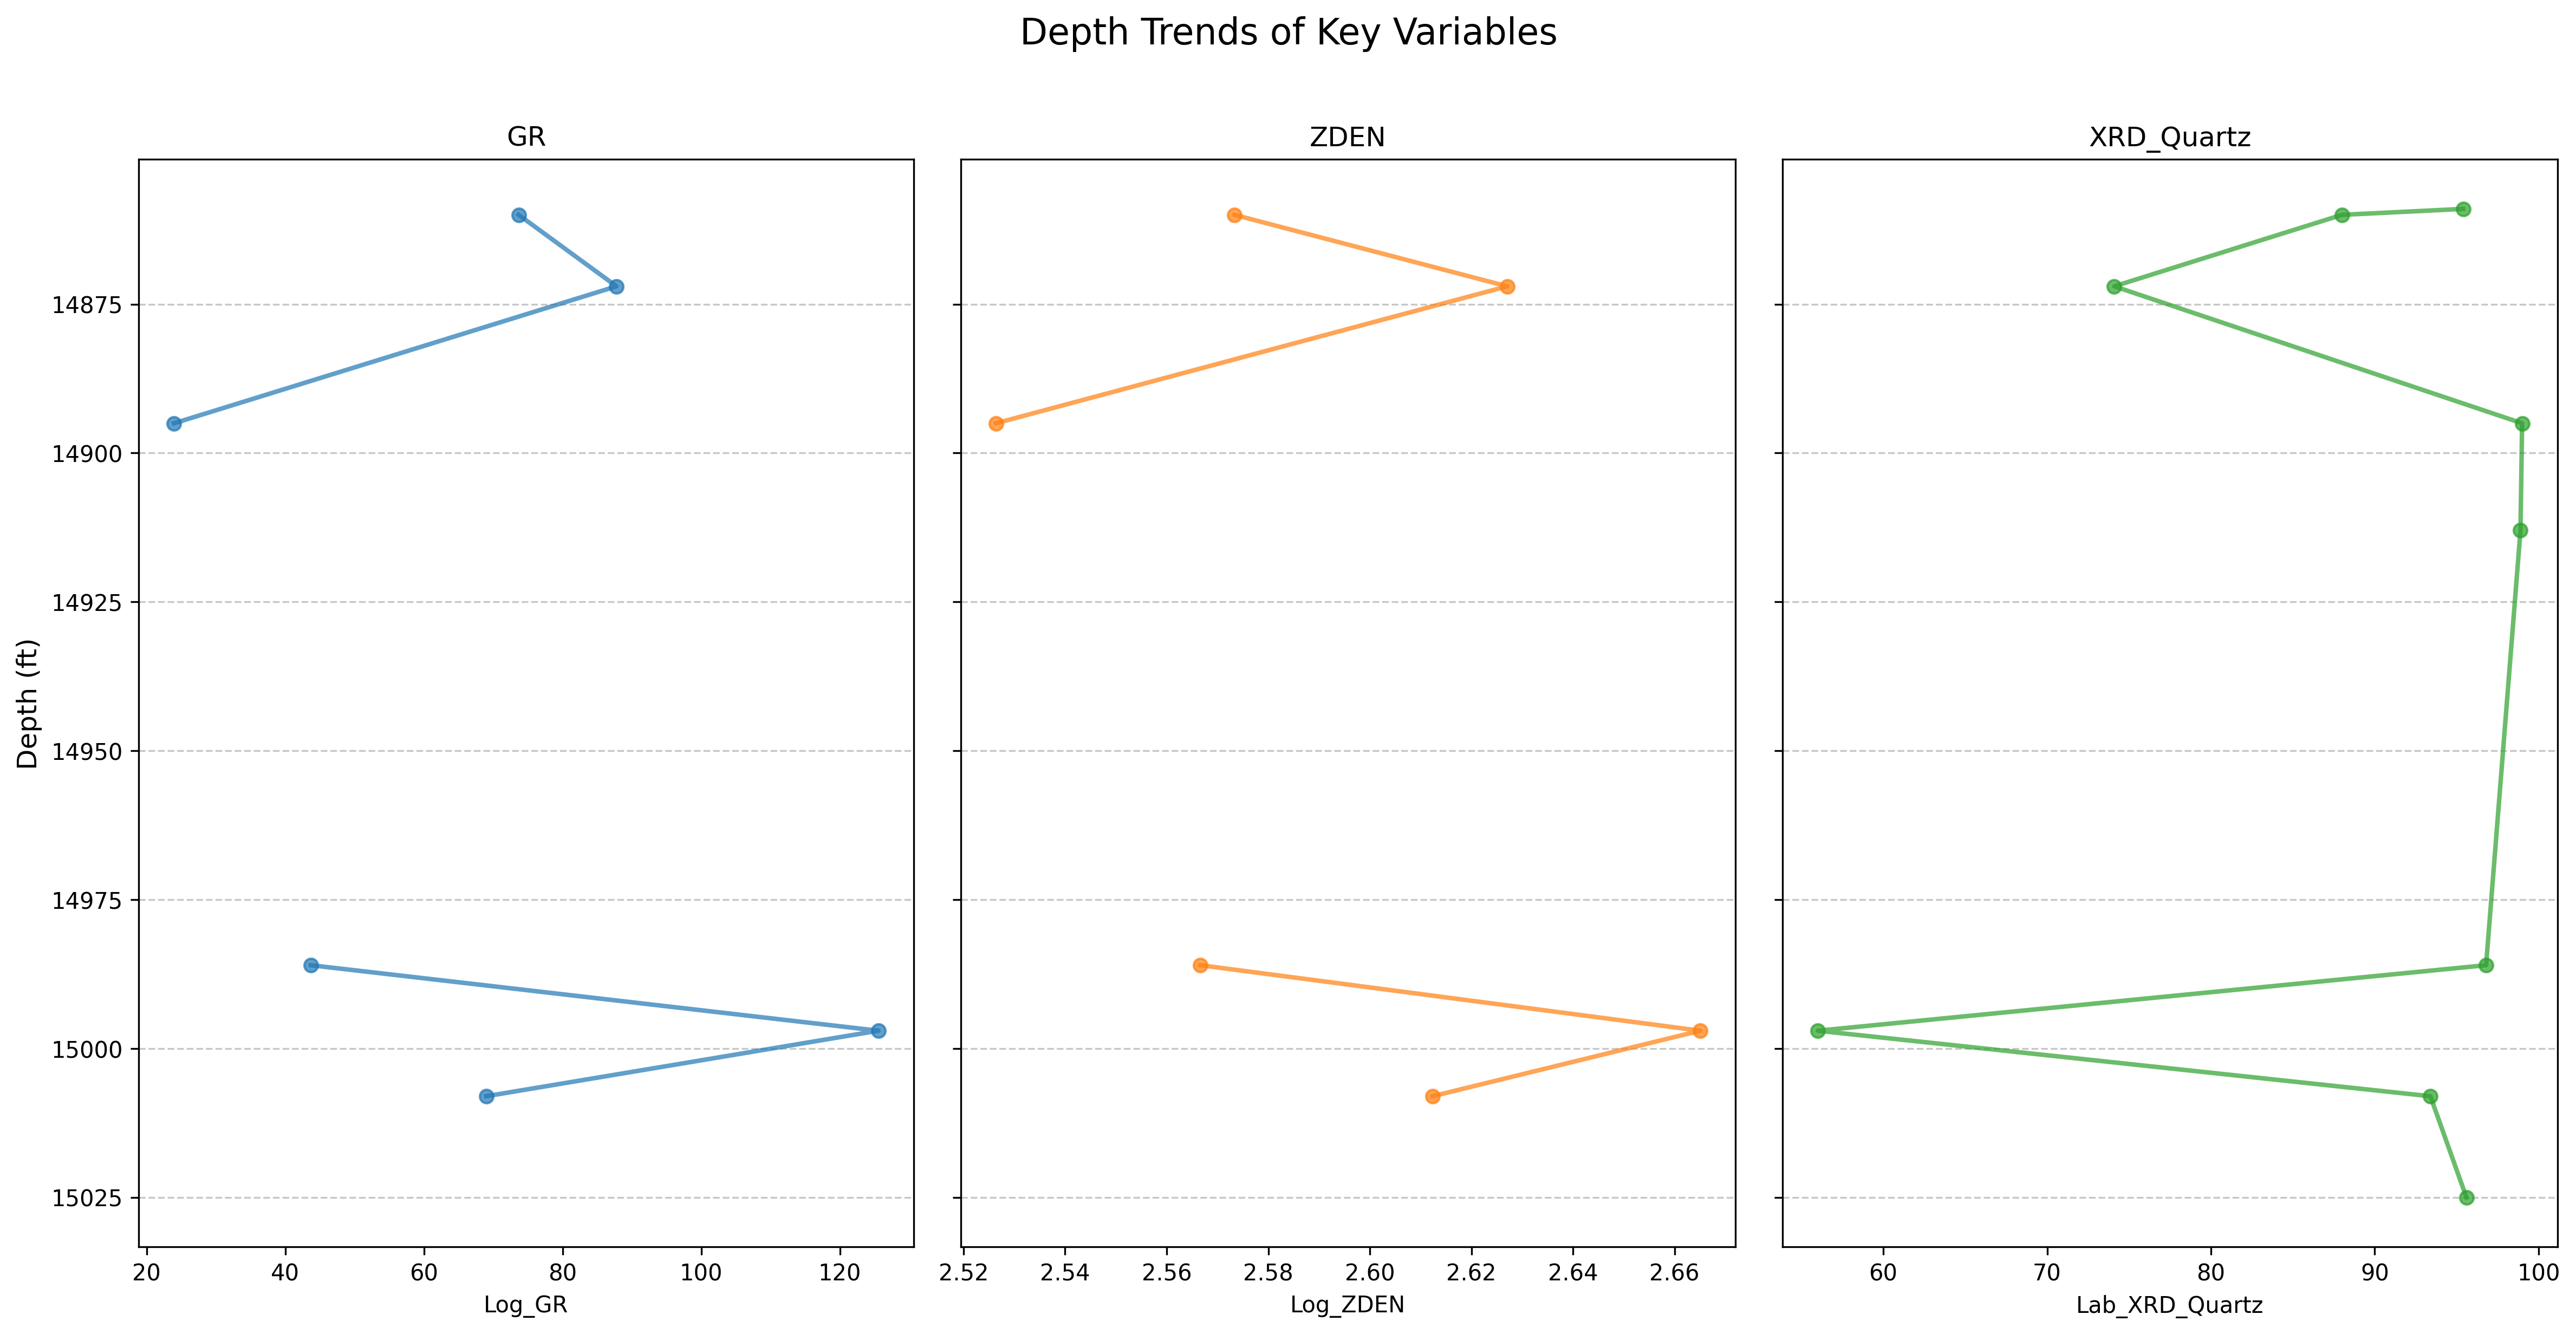 Depth Trends of Key Variables
GR
ZDEN
XRD_Quartz
Depth (ft)
14875
14900
14925
14950
14975
15000
15025
20 40 60 80 100 120
2.52 2.54 2.56 2.58 2.60 2.62 2.64 2.66
60 70 80 90 100
Log_GR
Log_ZDEN
Lab_XRD_Quartz